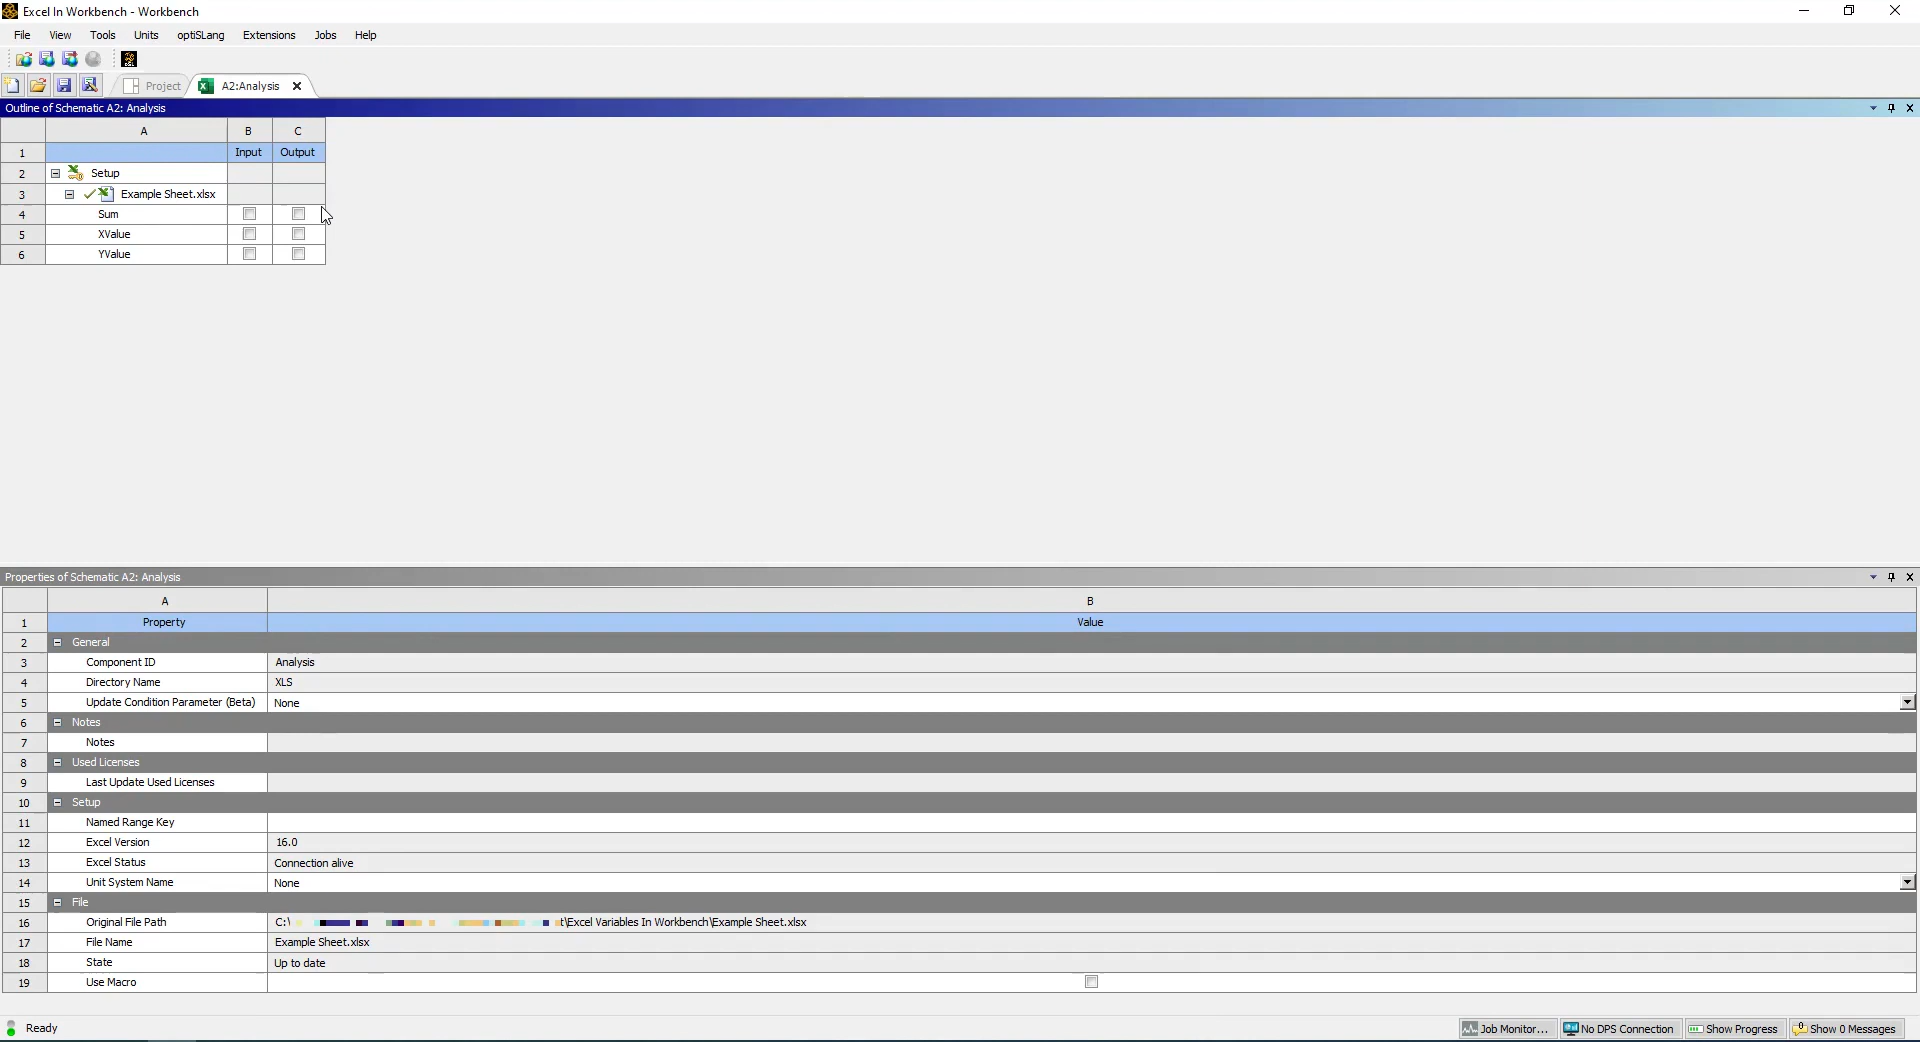 Excel In Workbench - Workbench
File View Tools Units optiSLang Extensions Jobs Help
Project A2:Analysis
Outline of Schematic A2: Analysis
A B C
1 Input Output
2 Setup
3 Example Sheet.xlsx
4 Sum
5 XValue
6 YValue
Properties of Schematic A2: Analysis
A B
1 Property Value
2 General
3 Component ID Analysis
4 Directory Name XLS
5 Update Condition Parameter (Beta) None
6 Notes
7 Notes
8 Used Licenses
9 Last Update Used Licenses
10 Setup
11 Named Range Key
12 Excel Version 16.0
13 Excel Status Connection alive
14 Unit System Name None
15 File
16 Original File Path C:\ t\Excel Variables In Workbench\Example Sheet.xlsx
17 File Name Example Sheet.xlsx
18 State Up to date
19 Use Macro
Ready Job Monitor... No DPS Connection Show Progress Show 0 Messages